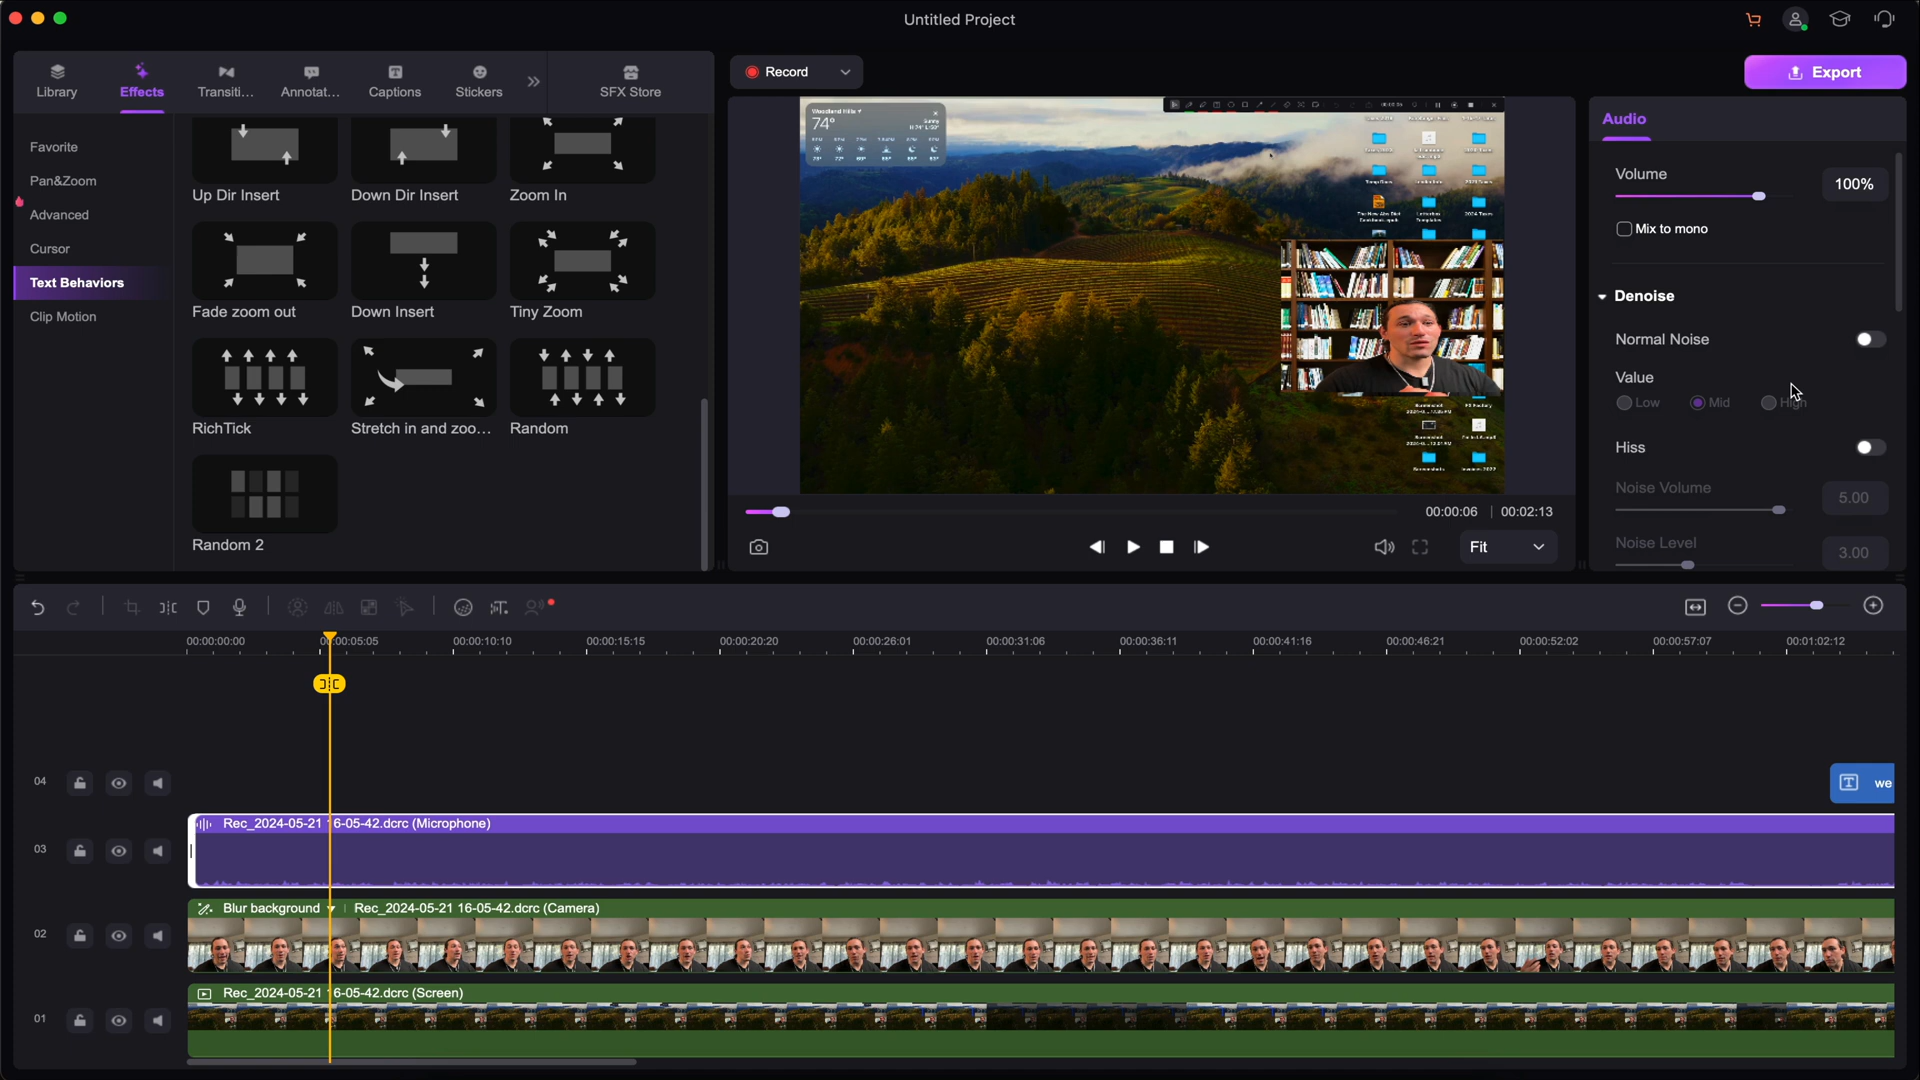 Untitled Project
Library
Effects
Transiti...
Annotat...
Captions
Stickers
SFX Store
Record
Export
Favorite
Pan&Zoom
Advanced
Cursor
Text Behaviors
Clip Motion
Up Dir Insert
Down Dir Insert
Zoom In
Fade zoom out
Down Insert
Tiny Zoom
RichTick
Stretch in and zoo...
Random
Random 2
Woodland Hills
74°
Sunny
00:00:06 | 00:02:13
Fit
Audio
Volume
100%
Mix to mono
Denoise
Normal Noise
Value
Low
Mid
High
Hiss
Noise Volume
5.00
Noise Level
3.00
00:00:00:00
00:00:05:05
00:00:10:10
00:00:15:15
00:00:20:20
00:00:26:01
00:00:31:06
00:00:36:11
00:00:41:16
00:00:46:21
00:00:52:02
00:00:57:07
00:01:02:12
04
we
03
Rec_2024-05-21 16-05-42.dcrc (Microphone)
02
Blur background
Rec_2024-05-21 16-05-42.dcrc (Camera)
01
Rec_2024-05-21 16-05-42.dcrc (Screen)